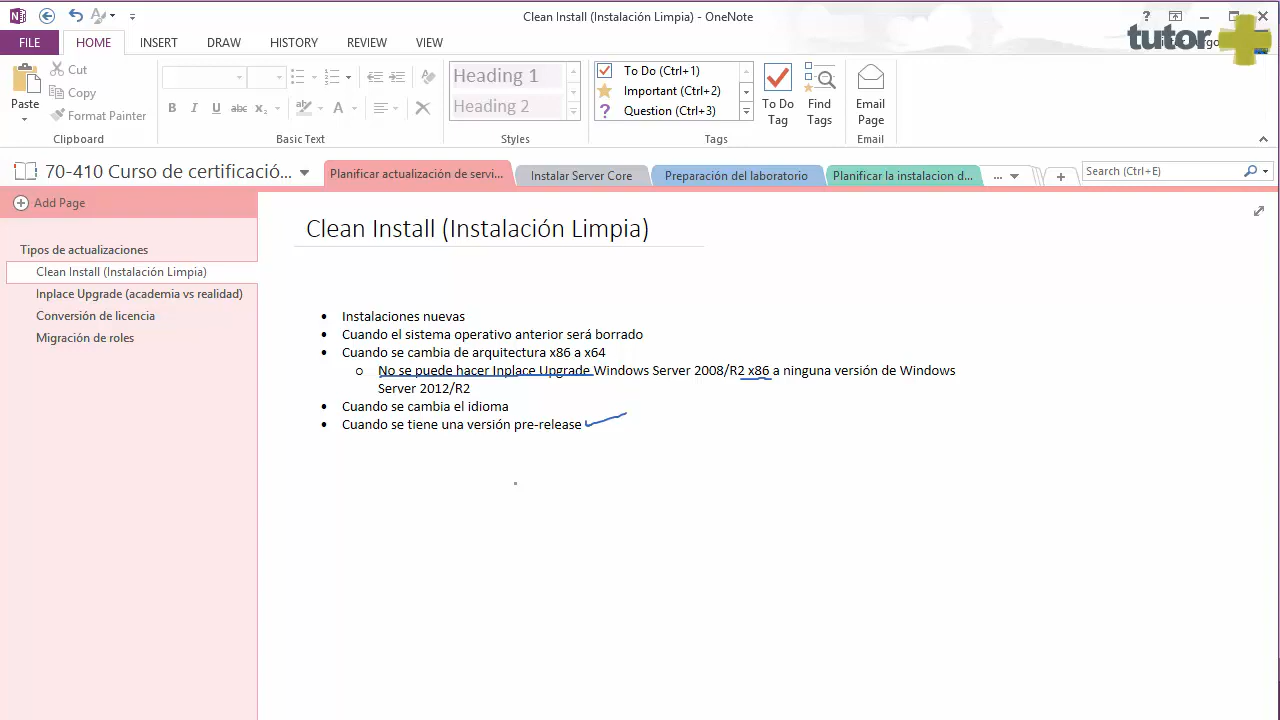 Clean Install (Instalación Limpia) - OneNote
?
FILE
HOME
INSERT
DRAW
HISTORY
REVIEW
VIEW
tutor
Paste
Cut
Copy
Format Painter
Clipboard
B I U abc X₂ A
Basic Text
Heading 1
Heading 2
Styles
To Do (Ctrl+1)
Important (Ctrl+2)
? Question (Ctrl+3)
To Do
Tag
Find
Tags
Tags
Email
Page
Email
70-410 Curso de certificació...
Planificar actualización de servi...
Instalar Server Core
Preparación del laboratorio
Planificar la instalacion d...
...
Search (Ctrl+E)
Add Page
Tipos de actualizaciones
Clean Install (Instalación Limpia)
Inplace Upgrade (academia vs realidad)
Conversión de licencia
Migración de roles
Clean Install (Instalación Limpia)
• Instalaciones nuevas
• Cuando el sistema operativo anterior será borrado
• Cuando se cambia de arquitectura x86 a x64
○ No se puede hacer Inplace Upgrade Windows Server 2008/R2 x86 a ninguna versión de Windows
Server 2012/R2
• Cuando se cambia el idioma
• Cuando se tiene una versión pre-release